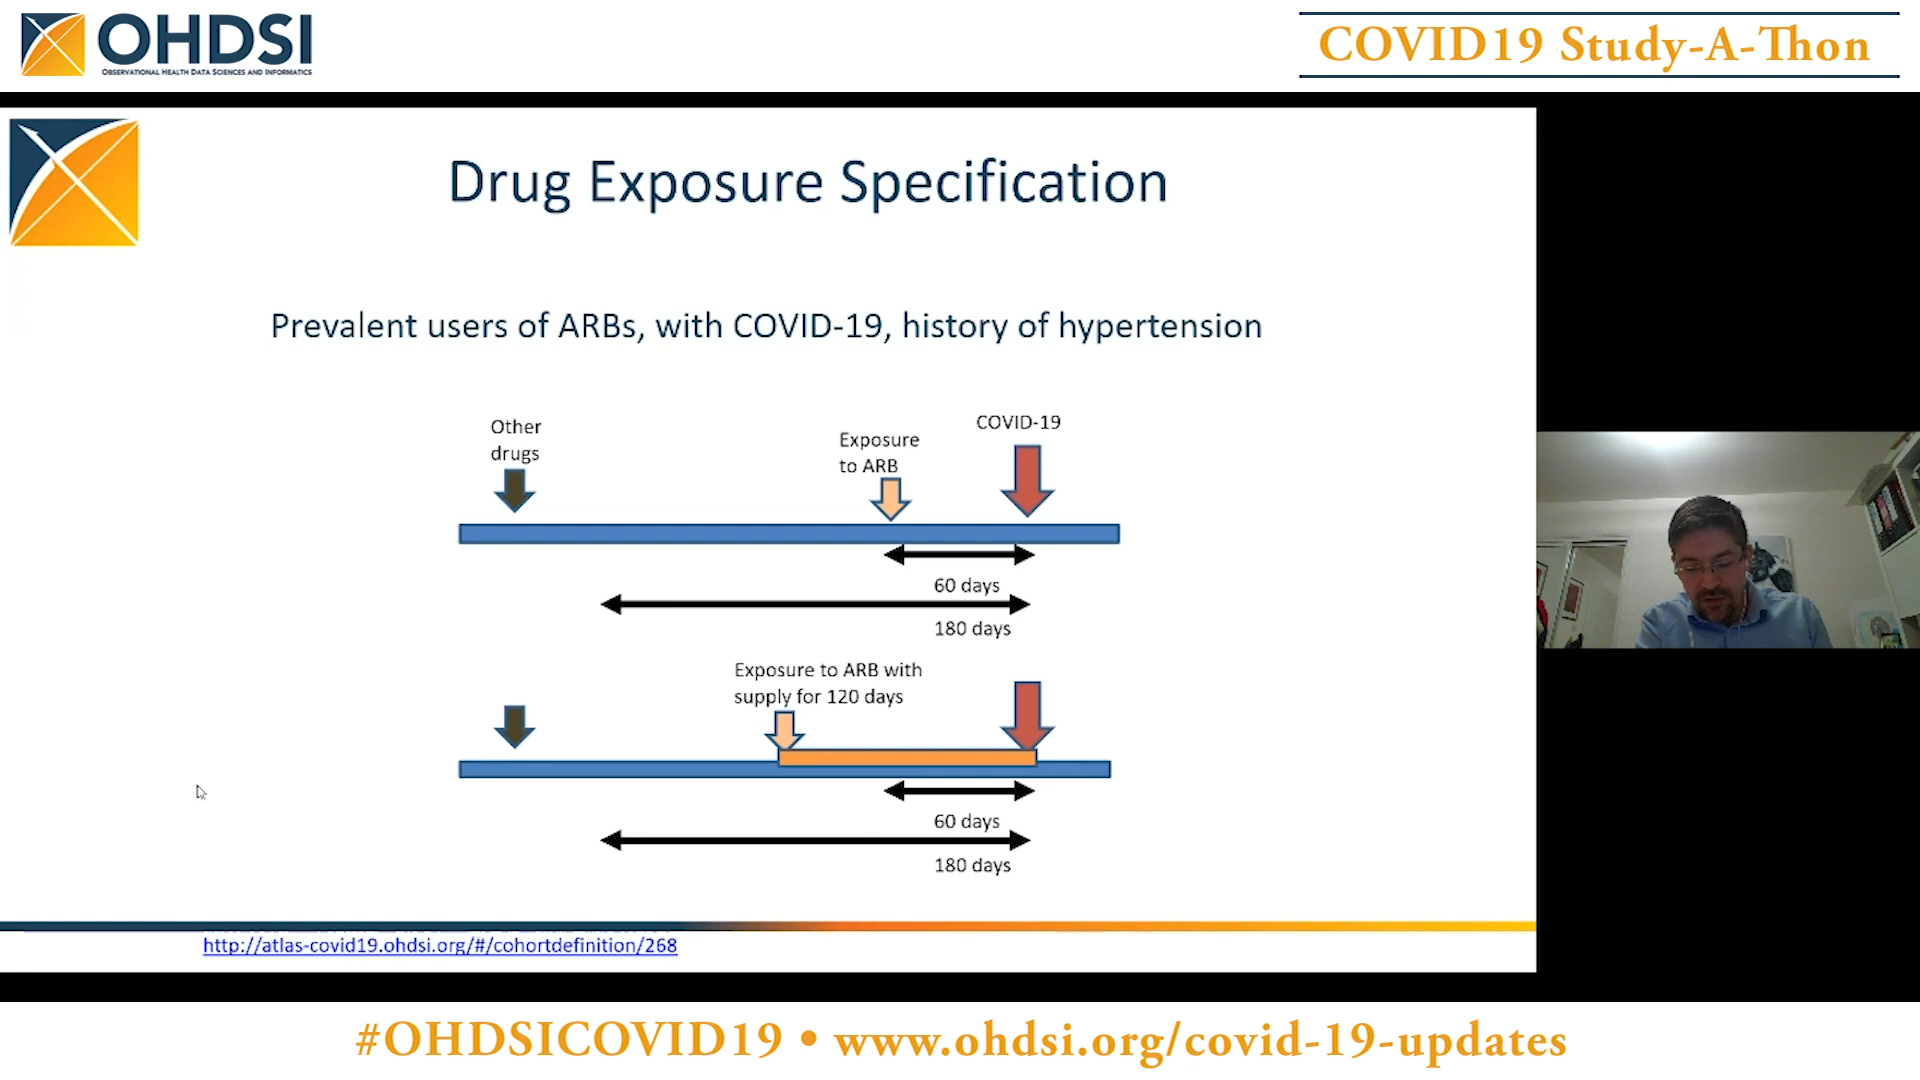 OHDSI
OBSERVATIONAL HEALTH DATA SCIENCES AND INFORMATICS
COVID19 Study-A-Thon
Drug Exposure Specification
Prevalent users of ARBs, with COVID-19, history of hypertension
Other
drugs
Exposure
to ARB
COVID-19
60 days
180 days
Exposure to ARB with
supply for 120 days
60 days
180 days
http://atlas-covid19.ohdsi.org/#/cohortdefinition/268
#OHDSICOVID19 • www.ohdsi.org/covid-19-updates